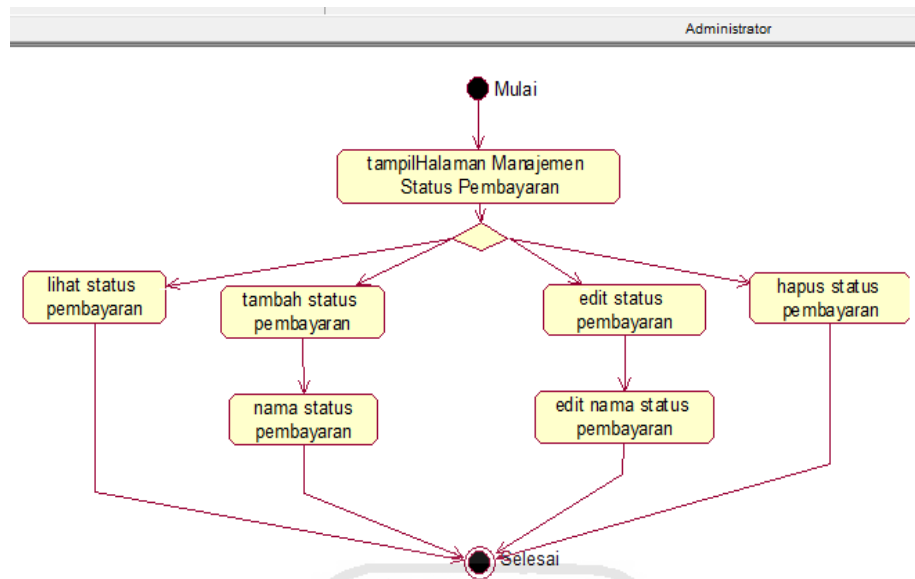 Administrator
Mulai
tampilHalaman Manajemen
Status Pembayaran
lihat status
pembayaran
tambah status
pembayaran
edit status
pembayaran
hapus status
pembayaran
nama status
pembayaran
edit nama status
pembayaran
Selesai